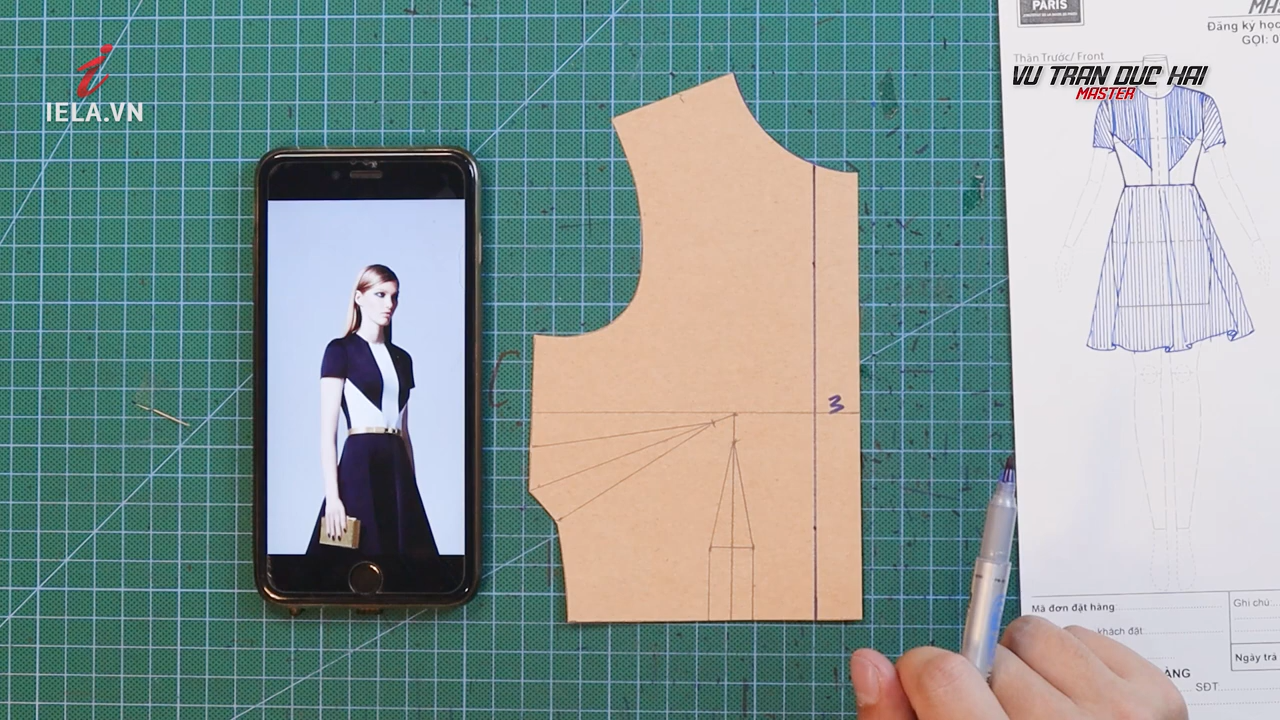 IELA.VN
PARIS
Đăng ký học
GỌI: 0
Thân Trước/ Front
VU TRAN DUC HAI
MASTER
3
Mã đơn đặt hàng
khách đặt
ÀNG
SĐT
Ghi chú:
Ngày trả